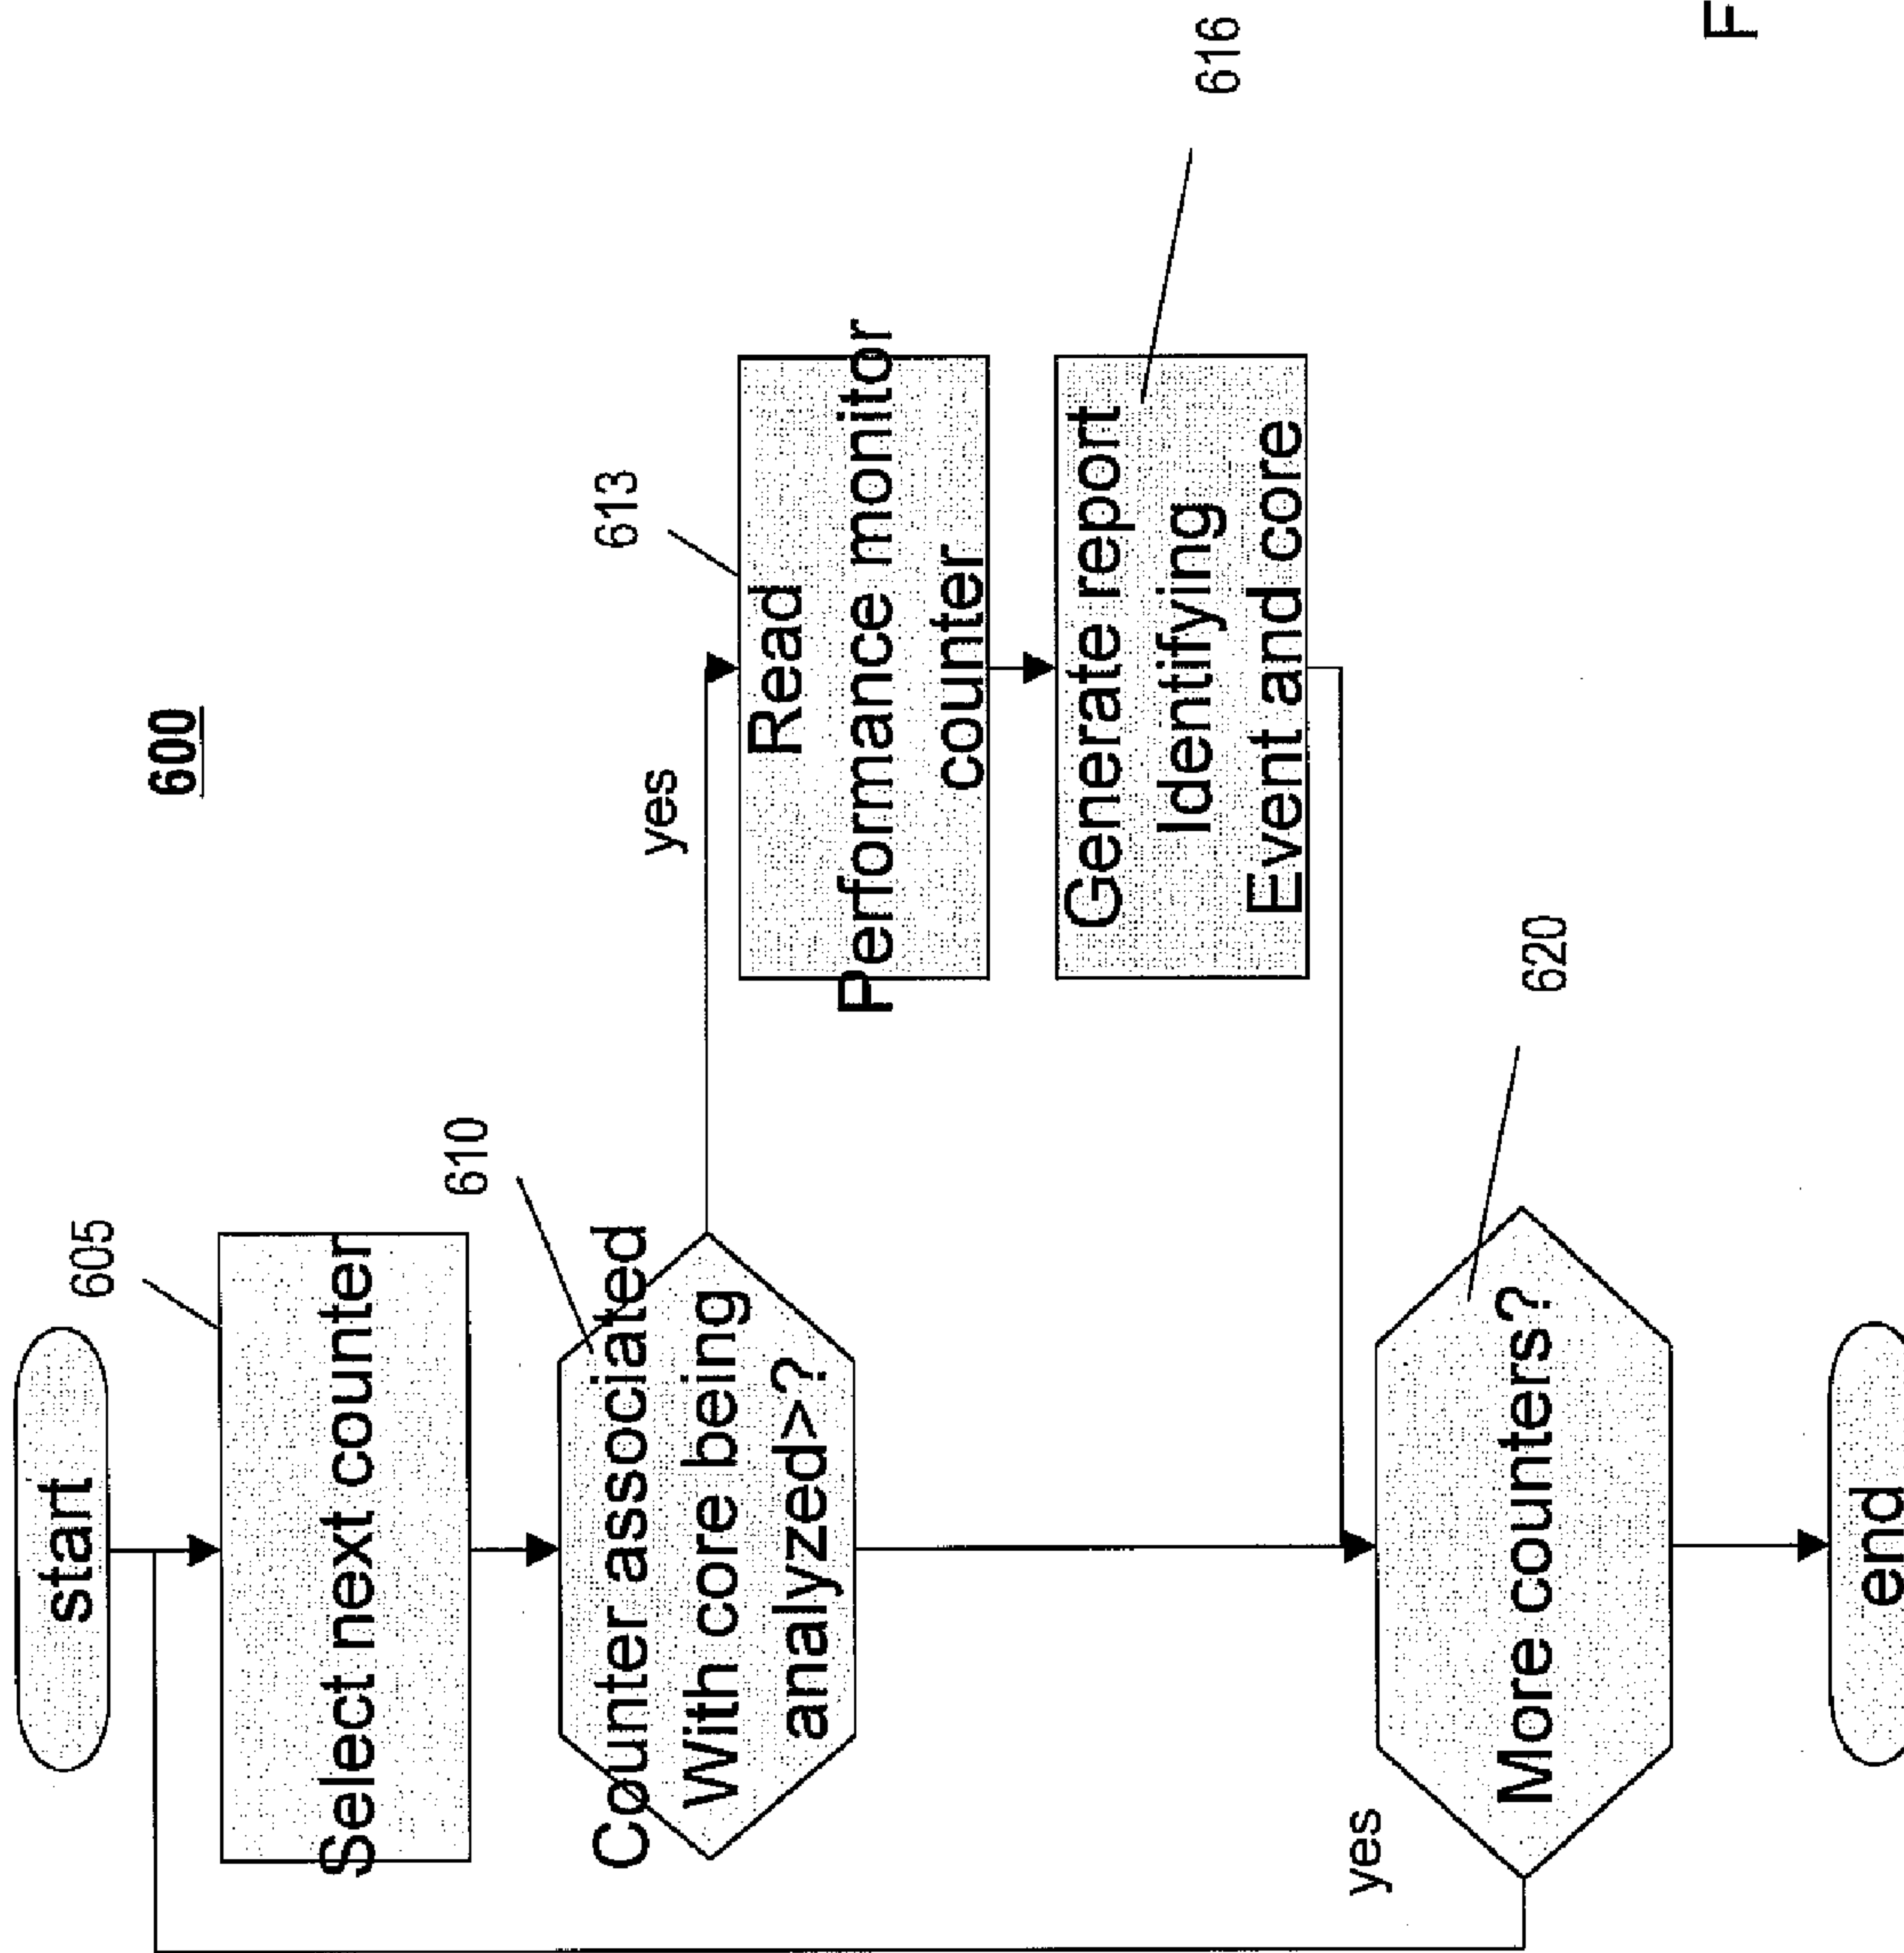 600
start
605
Select next counter
610
Counter associated
With core being
analyzed>?
yes
613
Read
Performance monitor
counter
616
Generate report
Identifying
Event and core
620
More counters?
yes
end
F